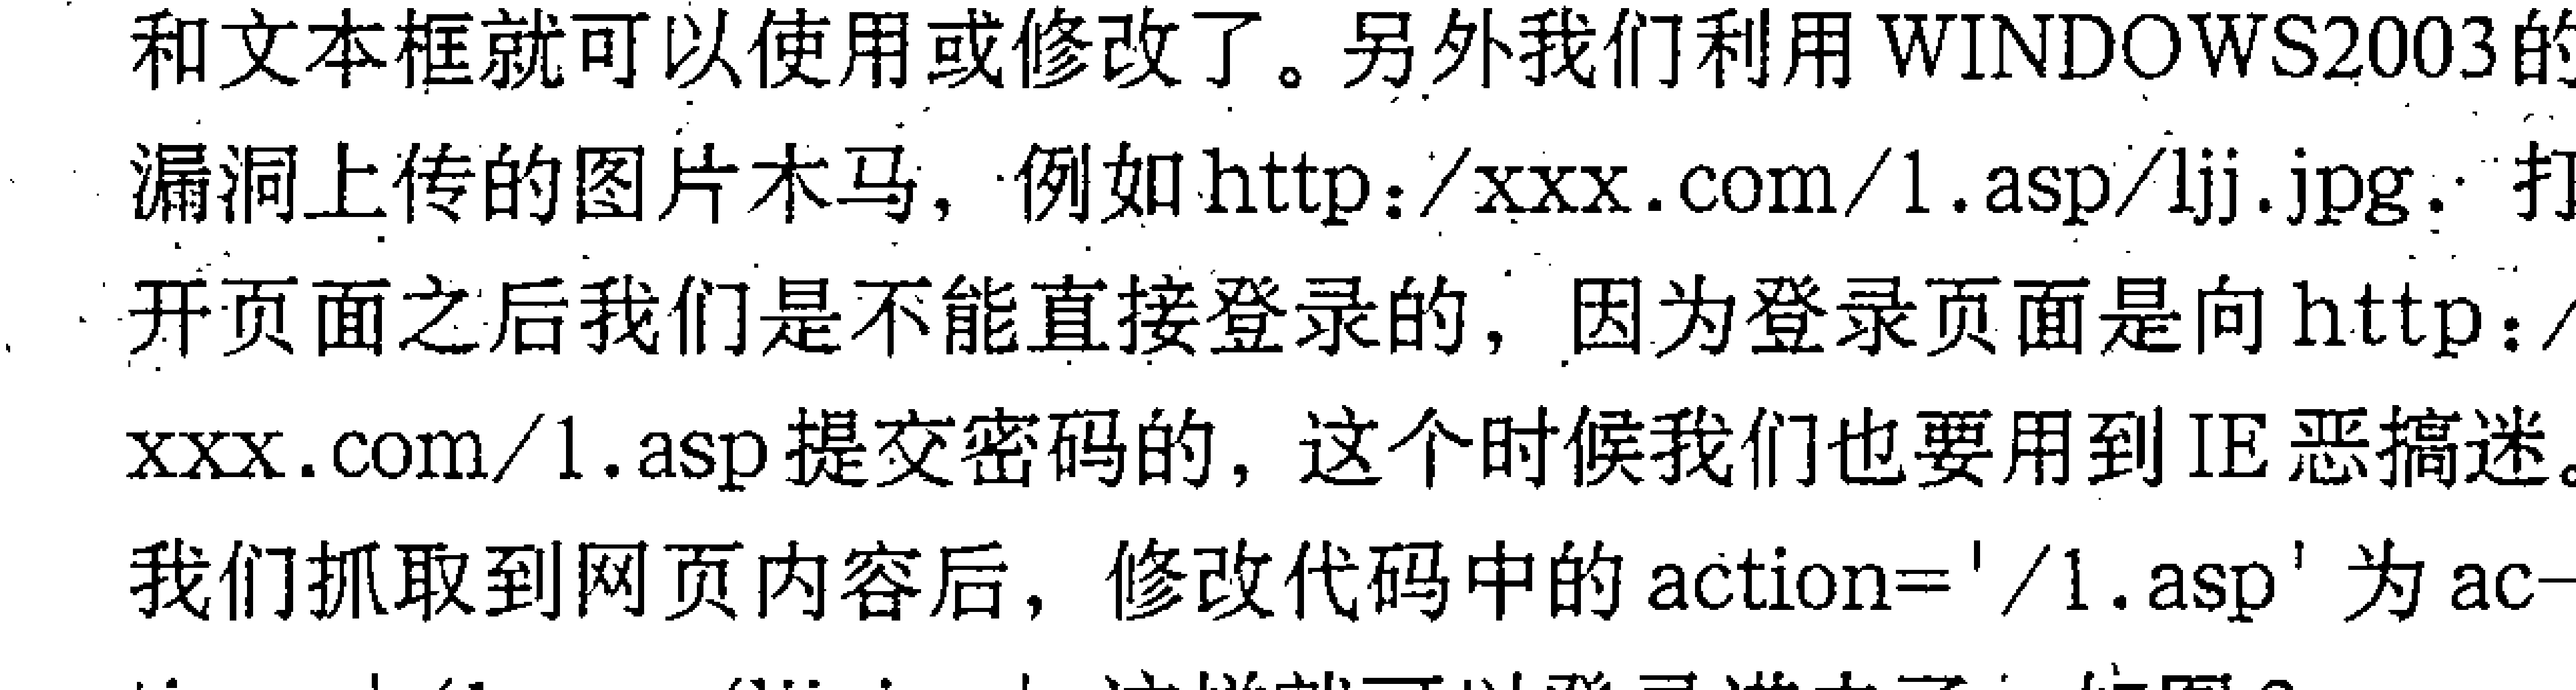 和文本框就可以使用或修改了。另外我们利用 WINDOWS2003的
漏洞上传的图片木马，例如http:/xxx.com/1.asp/ljj.jpg. 打
开页面之后我们是不能直接登录的，因为登录页面是向http:/
xxx.com/1.asp提交密码的，这个时候我们也要用到IE恶搞迷。
我们抓取到网页内容后，修改代码中的action='/1.asp' 为ac-